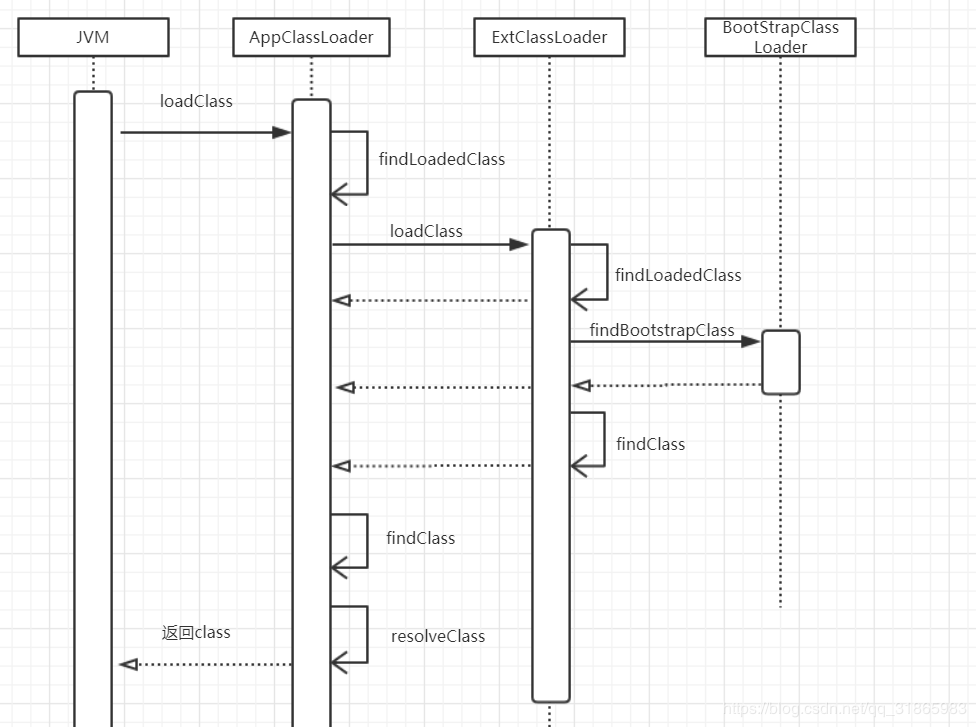 JVM
AppClassLoader
ExtClassLoader
BootStrapClass
Loader
loadClass
findLoadedClass
loadClass
findLoadedClass
findBootstrapClass
findClass
findClass
返回class
resolveClass
https://blog.csdn.net/qq_31865983